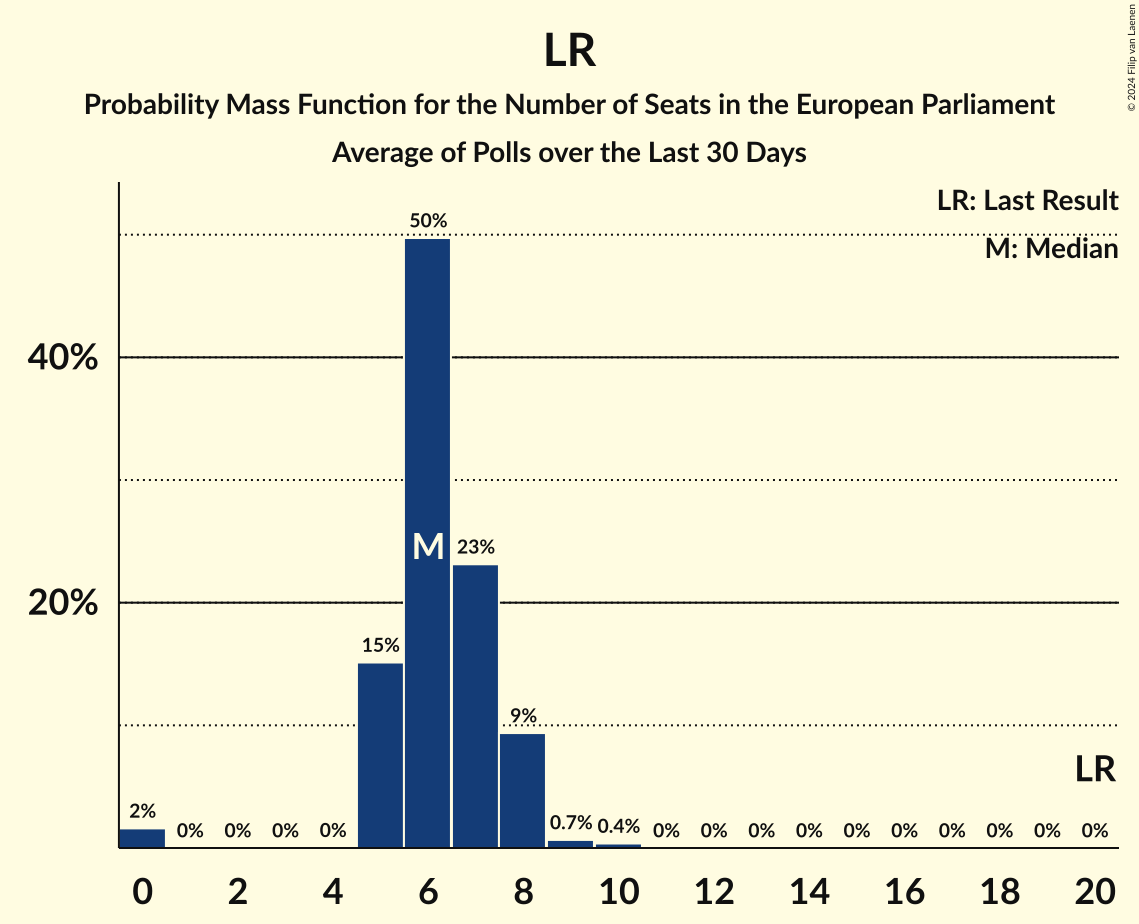 LR
Probability Mass Function for the Number of Seats in the European Parliament
Average of Polls over the Last 30 Days
© 2024 Filip van Laenen
LR: Last Result
M: Median
50%
40%
M
23%
20%
15%
9%
LR
2%
0% 0% 0% 0%
0.7% 0.4% 0% 0% 0% 0% 0% 0% 0% 0% 0% 0%
0 2 4 6 8 10 12 14 16 18 20